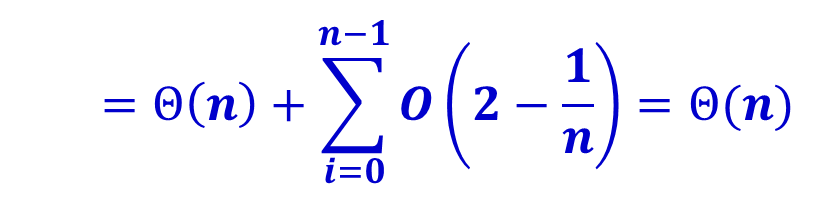 = Θ(n) + ∑_{i=0}^{n−1} O(2 − 1/n) = Θ(n)